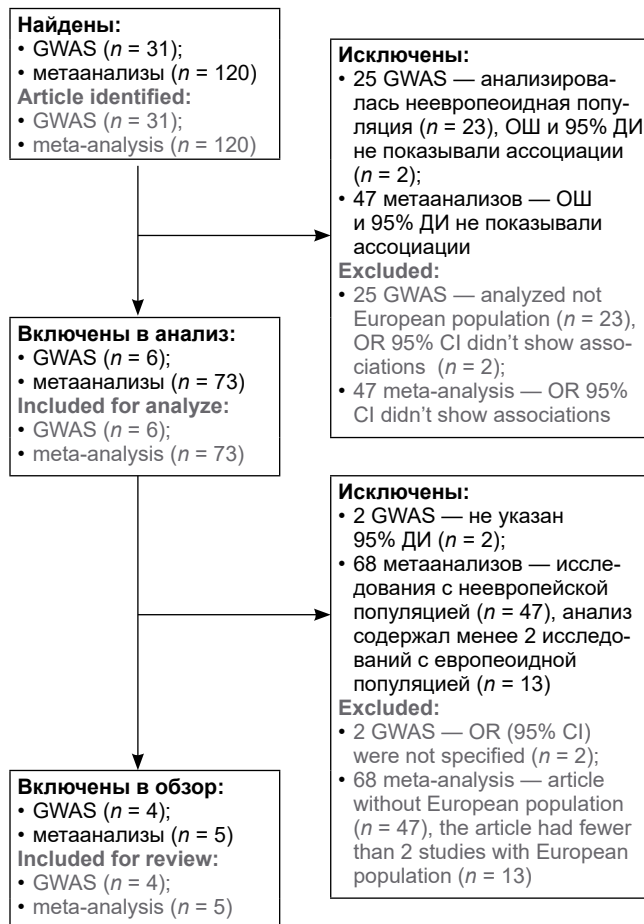 Найдены:
• GWAS (n = 31);
• метаанализы (n = 120)
Article identified:
• GWAS (n = 31);
• meta-analysis (n = 120)
Исключены:
• 25 GWAS — анализирова-
лась неевропеоидная попу-
ляция (n = 23), ОШ и 95% ДИ
не показывали ассоциации
(n = 2);
• 47 метаанализов — ОШ
и 95% ДИ не показывали
ассоциации
Excluded:
• 25 GWAS — analyzed not
European population (n = 23),
OR 95% CI didn’t show asso-
ciations (n = 2);
• 47 meta-analysis — OR 95%
CI didn’t show associations
Включены в анализ:
• GWAS (n = 6);
• метаанализы (n = 73)
Included for analyze:
• GWAS (n = 6);
• meta-analysis (n = 73)
Исключены:
• 2 GWAS — не указан
95% ДИ (n = 2);
• 68 метаанализов — иссле-
дования с неевропейской
популяцией (n = 47), анализ
содержал менее 2 исследо-
ваний с европеоидной
популяцией (n = 13)
Excluded:
• 2 GWAS — OR (95% CI)
were not specified (n = 2);
• 68 meta-analysis — article
without European population
(n = 47), the article had fewer
than 2 studies with European
population (n = 13)
Включены в обзор:
• GWAS (n = 4);
• метаанализы (n = 5)
Included for review:
• GWAS (n = 4);
• meta-analysis (n = 5)